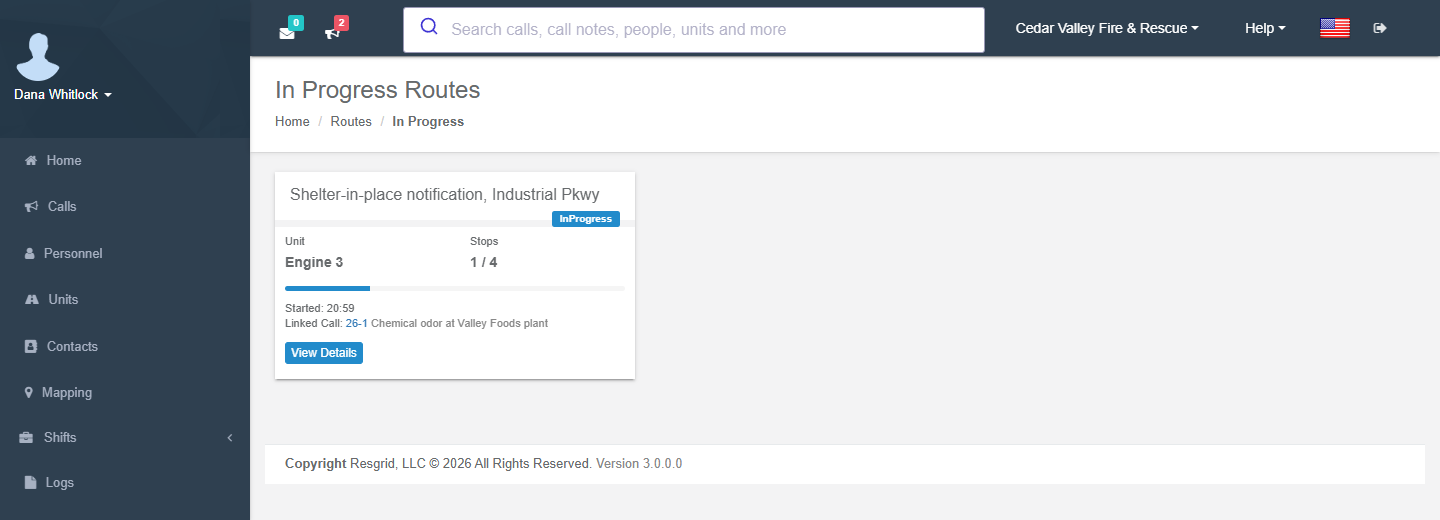 0
2
Search calls, call notes, people, units and more
Cedar Valley Fire & Rescue
Help
Dana Whitlock
Home
Calls
Personnel
Units
Contacts
Mapping
Shifts
Logs
In Progress Routes
Home / Routes / In Progress
Shelter-in-place notification, Industrial Pkwy
InProgress
Unit Stops
Engine 3 1 / 4
Started: 20:59
Linked Call: 26-1 Chemical odor at Valley Foods plant
View Details
Copyright Resgrid, LLC © 2026 All Rights Reserved. Version 3.0.0.0